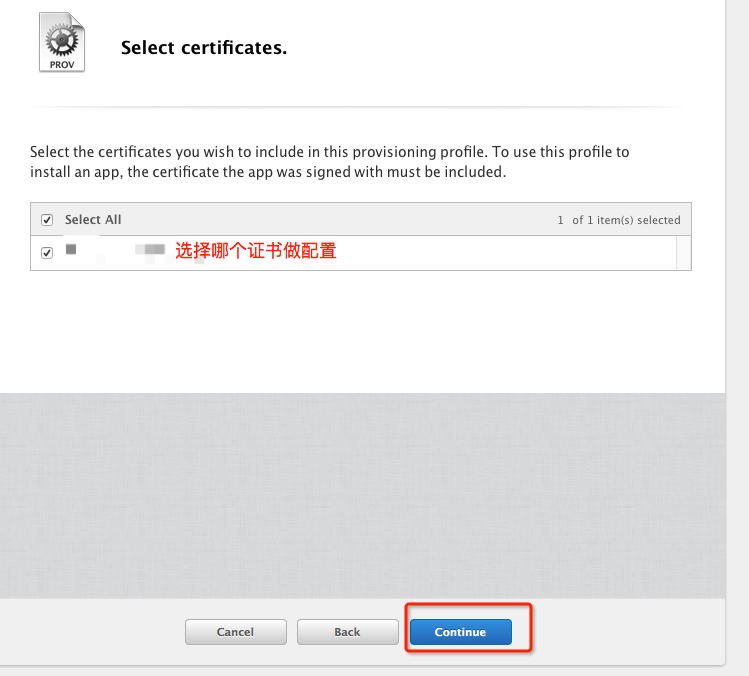 PROV
Select certificates.
Select the certificates you wish to include in this provisioning profile. To use this profile to
install an app, the certificate the app was signed with must be included.
Select All
1 of 1 item(s) selected
选择哪个证书做配置
Cancel
Back
Continue